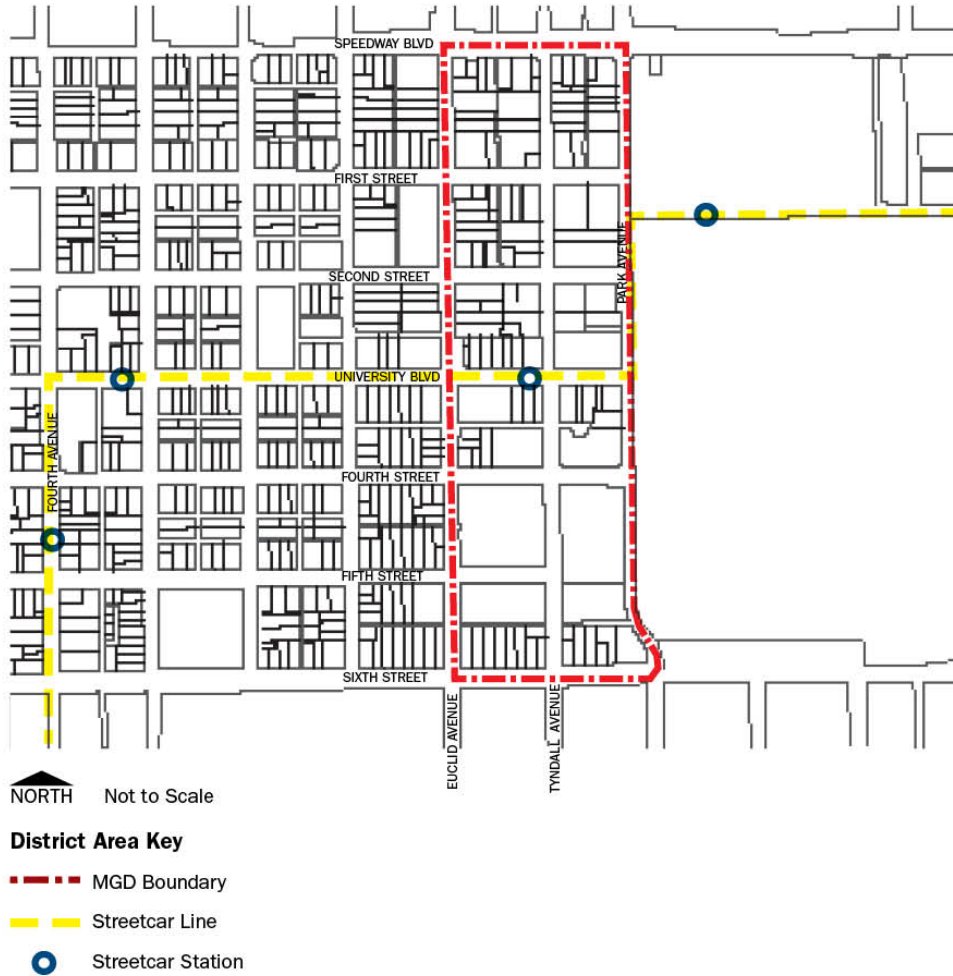 SPEEDWAY BLVD
FIRST STREET
PARK AVENUE
SECOND STREET
UNIVERSITY BLVD
FOURTH AVENUE
FOURTH STREET
FIFTH STREET
SIXTH STREET
EUCLID AVENUE
TYNDALL AVENUE
NORTH Not to Scale
District Area Key
MGD Boundary
Streetcar Line
Streetcar Station